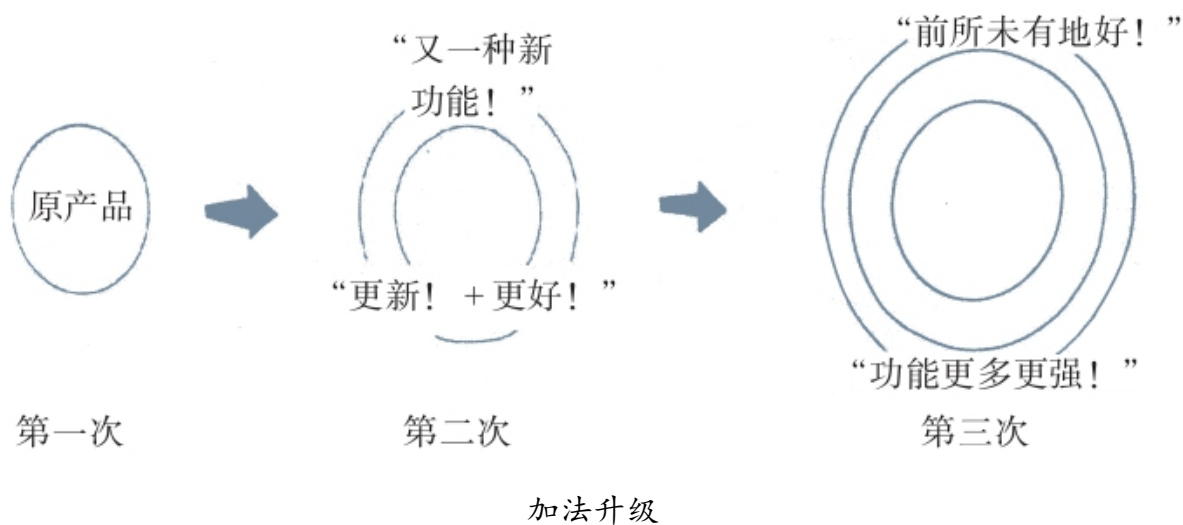 原产品
“又一种新
功能！”
“更新！+更好！”
“前所未有地好！”
“功能更多更强！”
第一次
第二次
第三次
加法升级